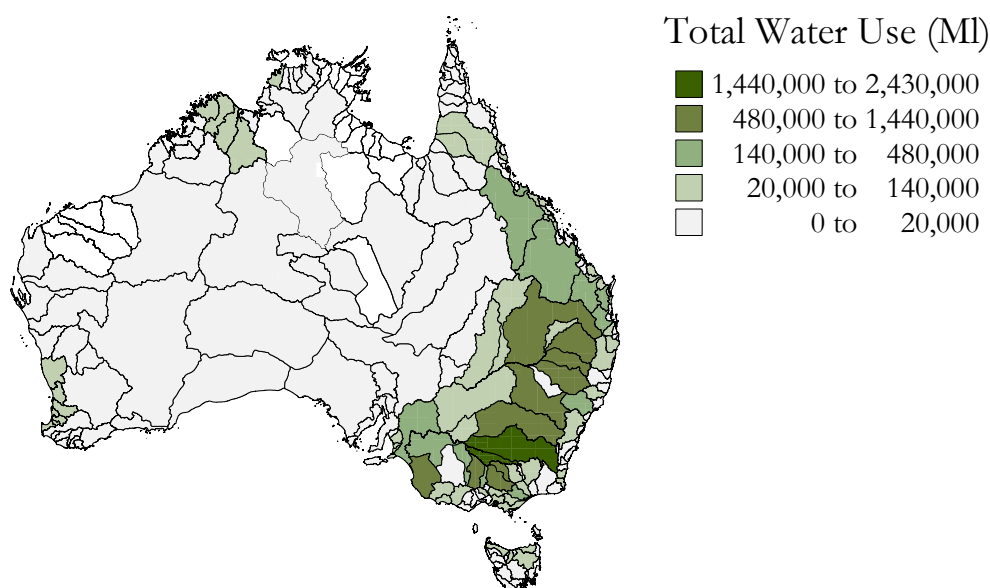 Total Water Use (Ml)
1,440,000 to 2,430,000
480,000 to 1,440,000
140,000 to 480,000
20,000 to 140,000
0 to 20,000